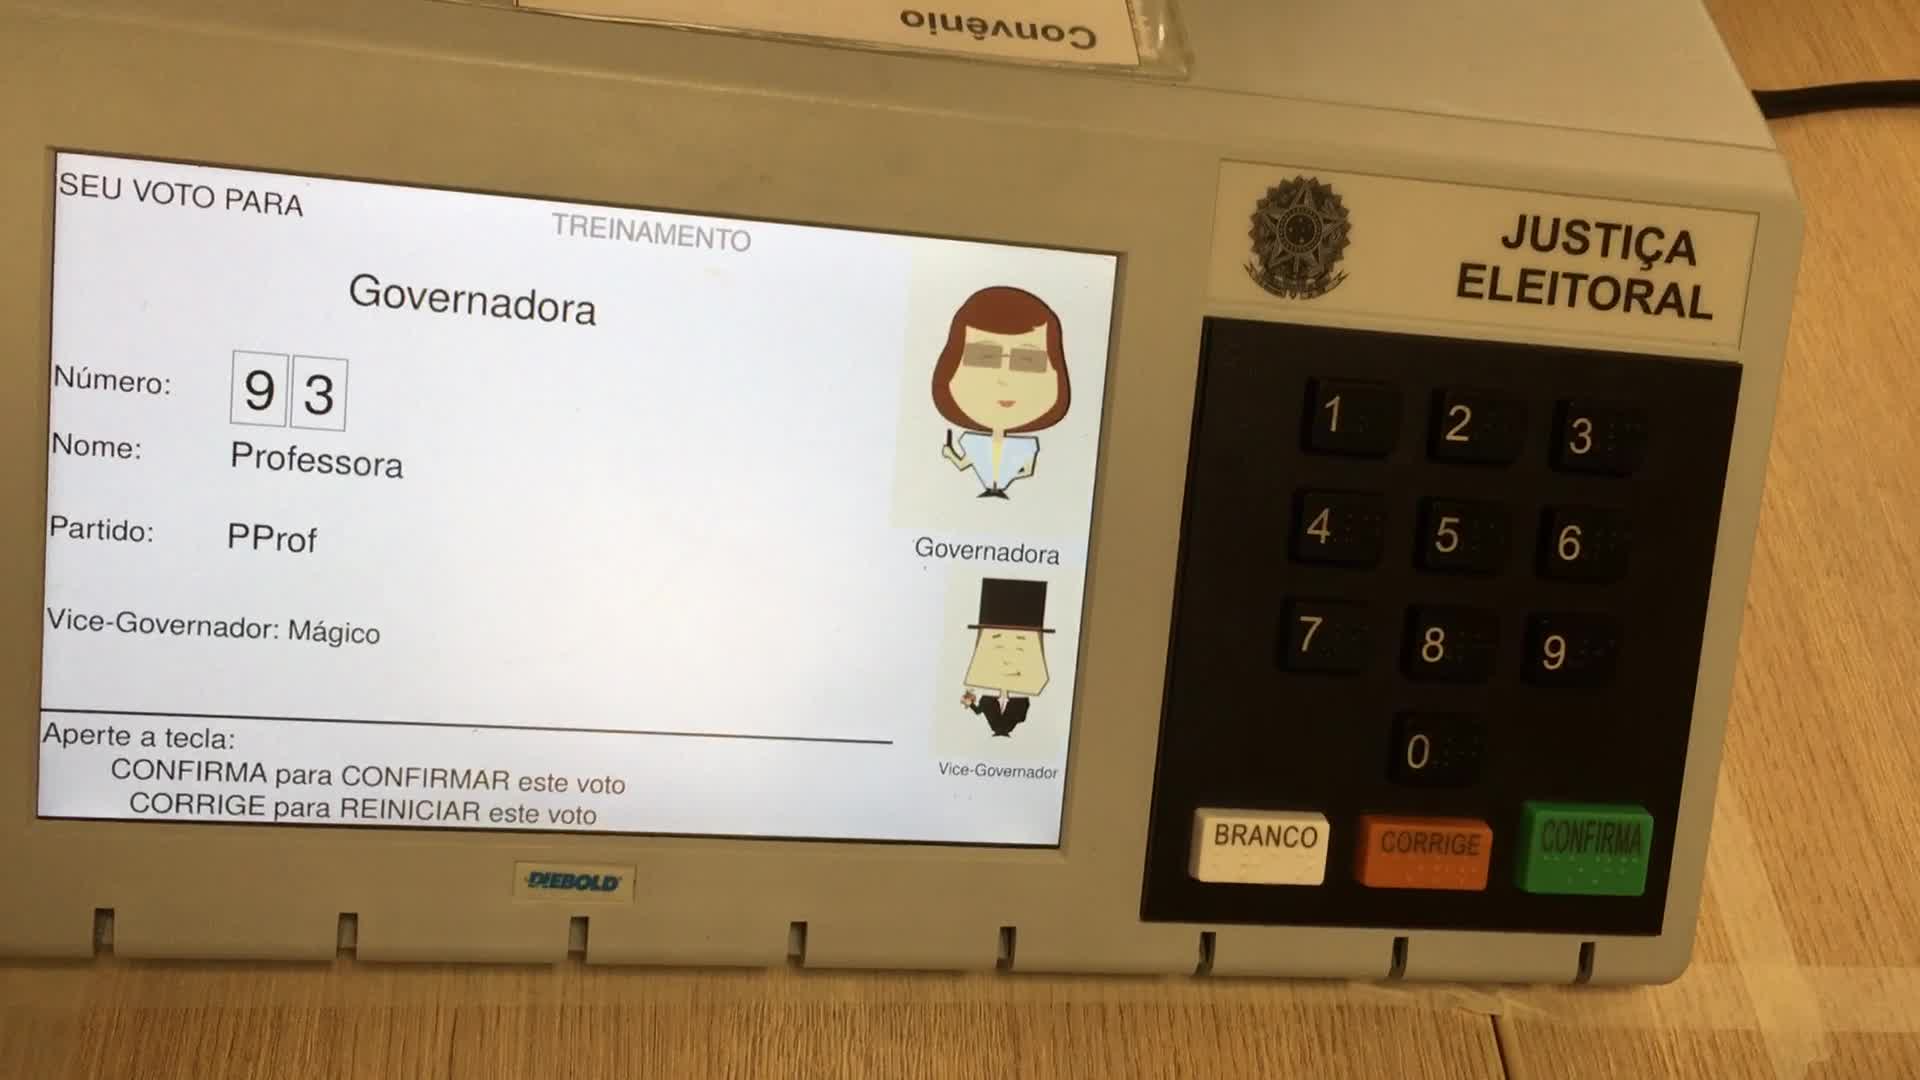 Convênio
SEU VOTO PARA
TREINAMENTO
Governadora
Número: 93
Nome: Professora
Partido: PProf
Vice-Governador: Mágico
Governadora
Vice-Governador
Aperte a tecla:
CONFIRMA para CONFIRMAR este voto
CORRIGE para REINICIAR este voto
DIEBOLD
JUSTIÇA
ELEITORAL
1 2 3
4 5 6
7 8 9
0
BRANCO CORRIGE CONFIRMA